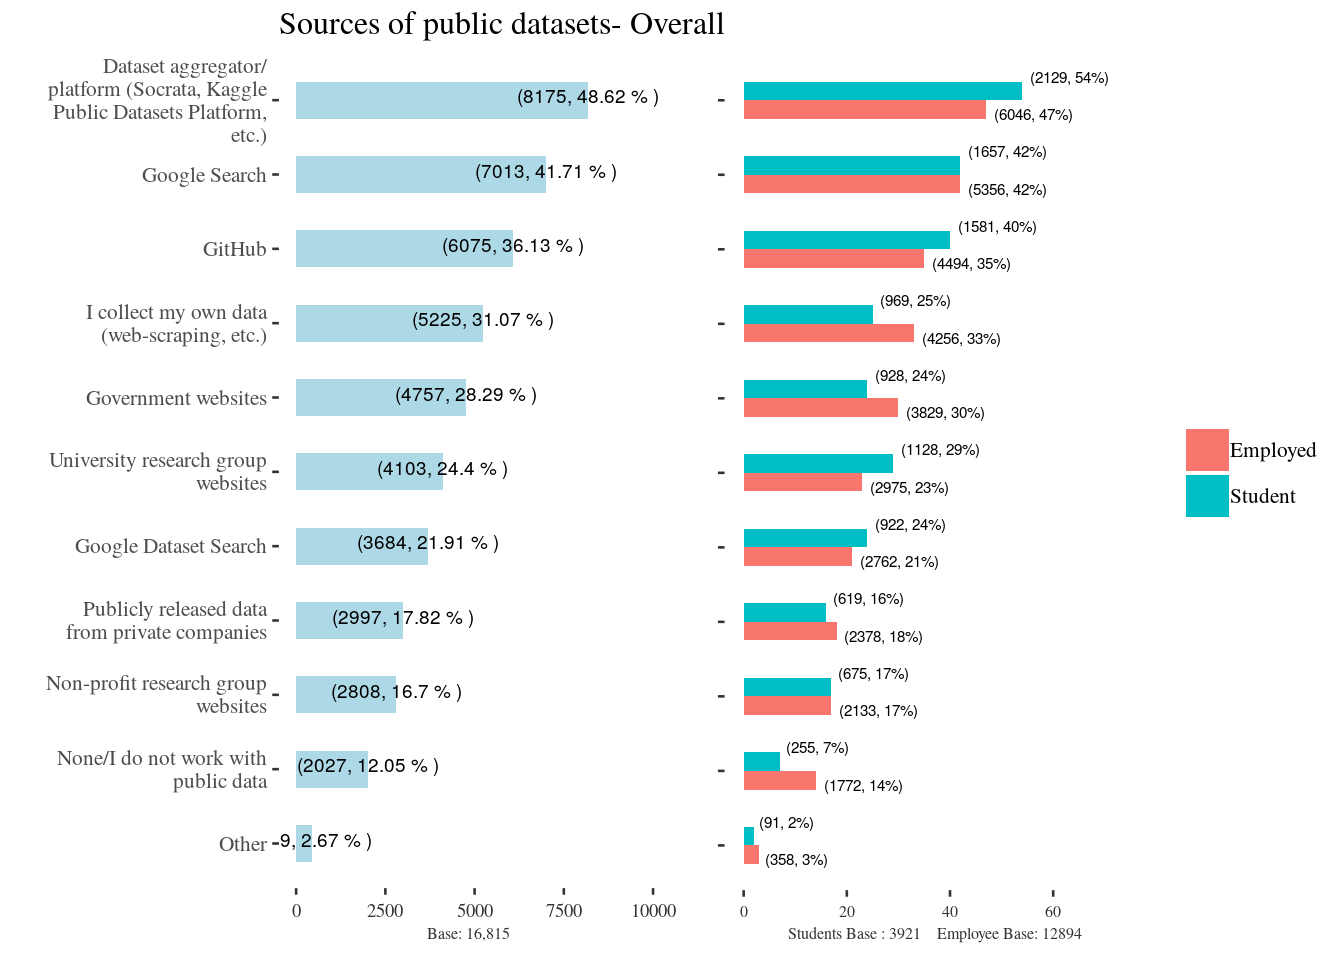 Sources of public datasets- Overall
Dataset aggregator/
platform (Socrata, Kaggle
Public Datasets Platform,
etc.)
(8175, 48.62 % )
(2129, 54%)
(6046, 47%)
Google Search
(7013, 41.71 % )
(1657, 42%)
(5356, 42%)
GitHub
(6075, 36.13 % )
(1581, 40%)
(4494, 35%)
I collect my own data
(web-scraping, etc.)
(5225, 31.07 % )
(969, 25%)
(4256, 33%)
Government websites
(4757, 28.29 % )
(928, 24%)
(3829, 30%)
University research group
websites
(4103, 24.4 % )
(1128, 29%)
(2975, 23%)
Google Dataset Search
(3684, 21.91 % )
(922, 24%)
(2762, 21%)
Publicly released data
from private companies
(2997, 17.82 % )
(619, 16%)
(2378, 18%)
Non-profit research group
websites
(2808, 16.7 % )
(675, 17%)
(2133, 17%)
None/I do not work with
public data
(2027, 12.05 % )
(255, 7%)
(1772, 14%)
Other
9, 2.67 % )
(91, 2%)
(358, 3%)
0 2500 5000 7500 10000
Base: 16,815
0 20 40 60
Students Base : 3921 Employee Base: 12894
Employed
Student